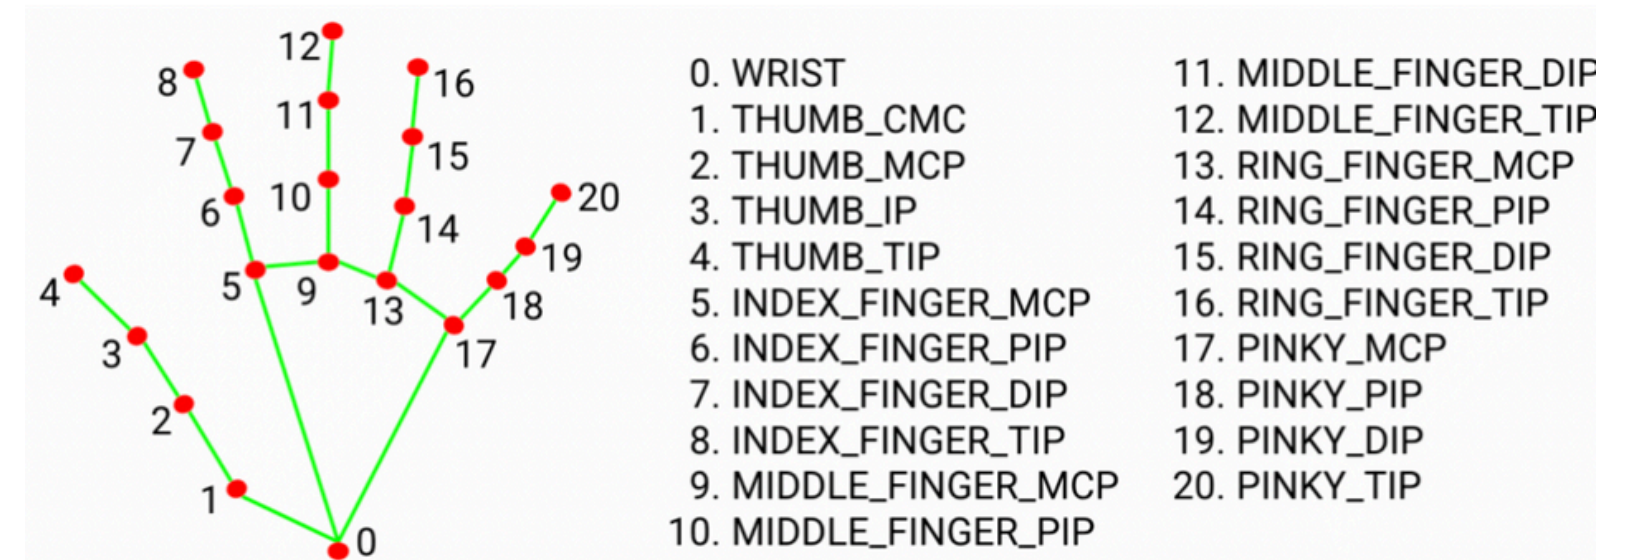 12
8
16
11
7
15
10
6
14
20
19
4
5
9
13
18
3
17
2
1
0
0. WRIST
1. THUMB_CMC
2. THUMB_MCP
3. THUMB_IP
4. THUMB_TIP
5. INDEX_FINGER_MCP
6. INDEX_FINGER_PIP
7. INDEX_FINGER_DIP
8. INDEX_FINGER_TIP
9. MIDDLE_FINGER_MCP
10. MIDDLE_FINGER_PIP
11. MIDDLE_FINGER_DIP
12. MIDDLE_FINGER_TIP
13. RING_FINGER_MCP
14. RING_FINGER_PIP
15. RING_FINGER_DIP
16. RING_FINGER_TIP
17. PINKY_MCP
18. PINKY_PIP
19. PINKY_DIP
20. PINKY_TIP